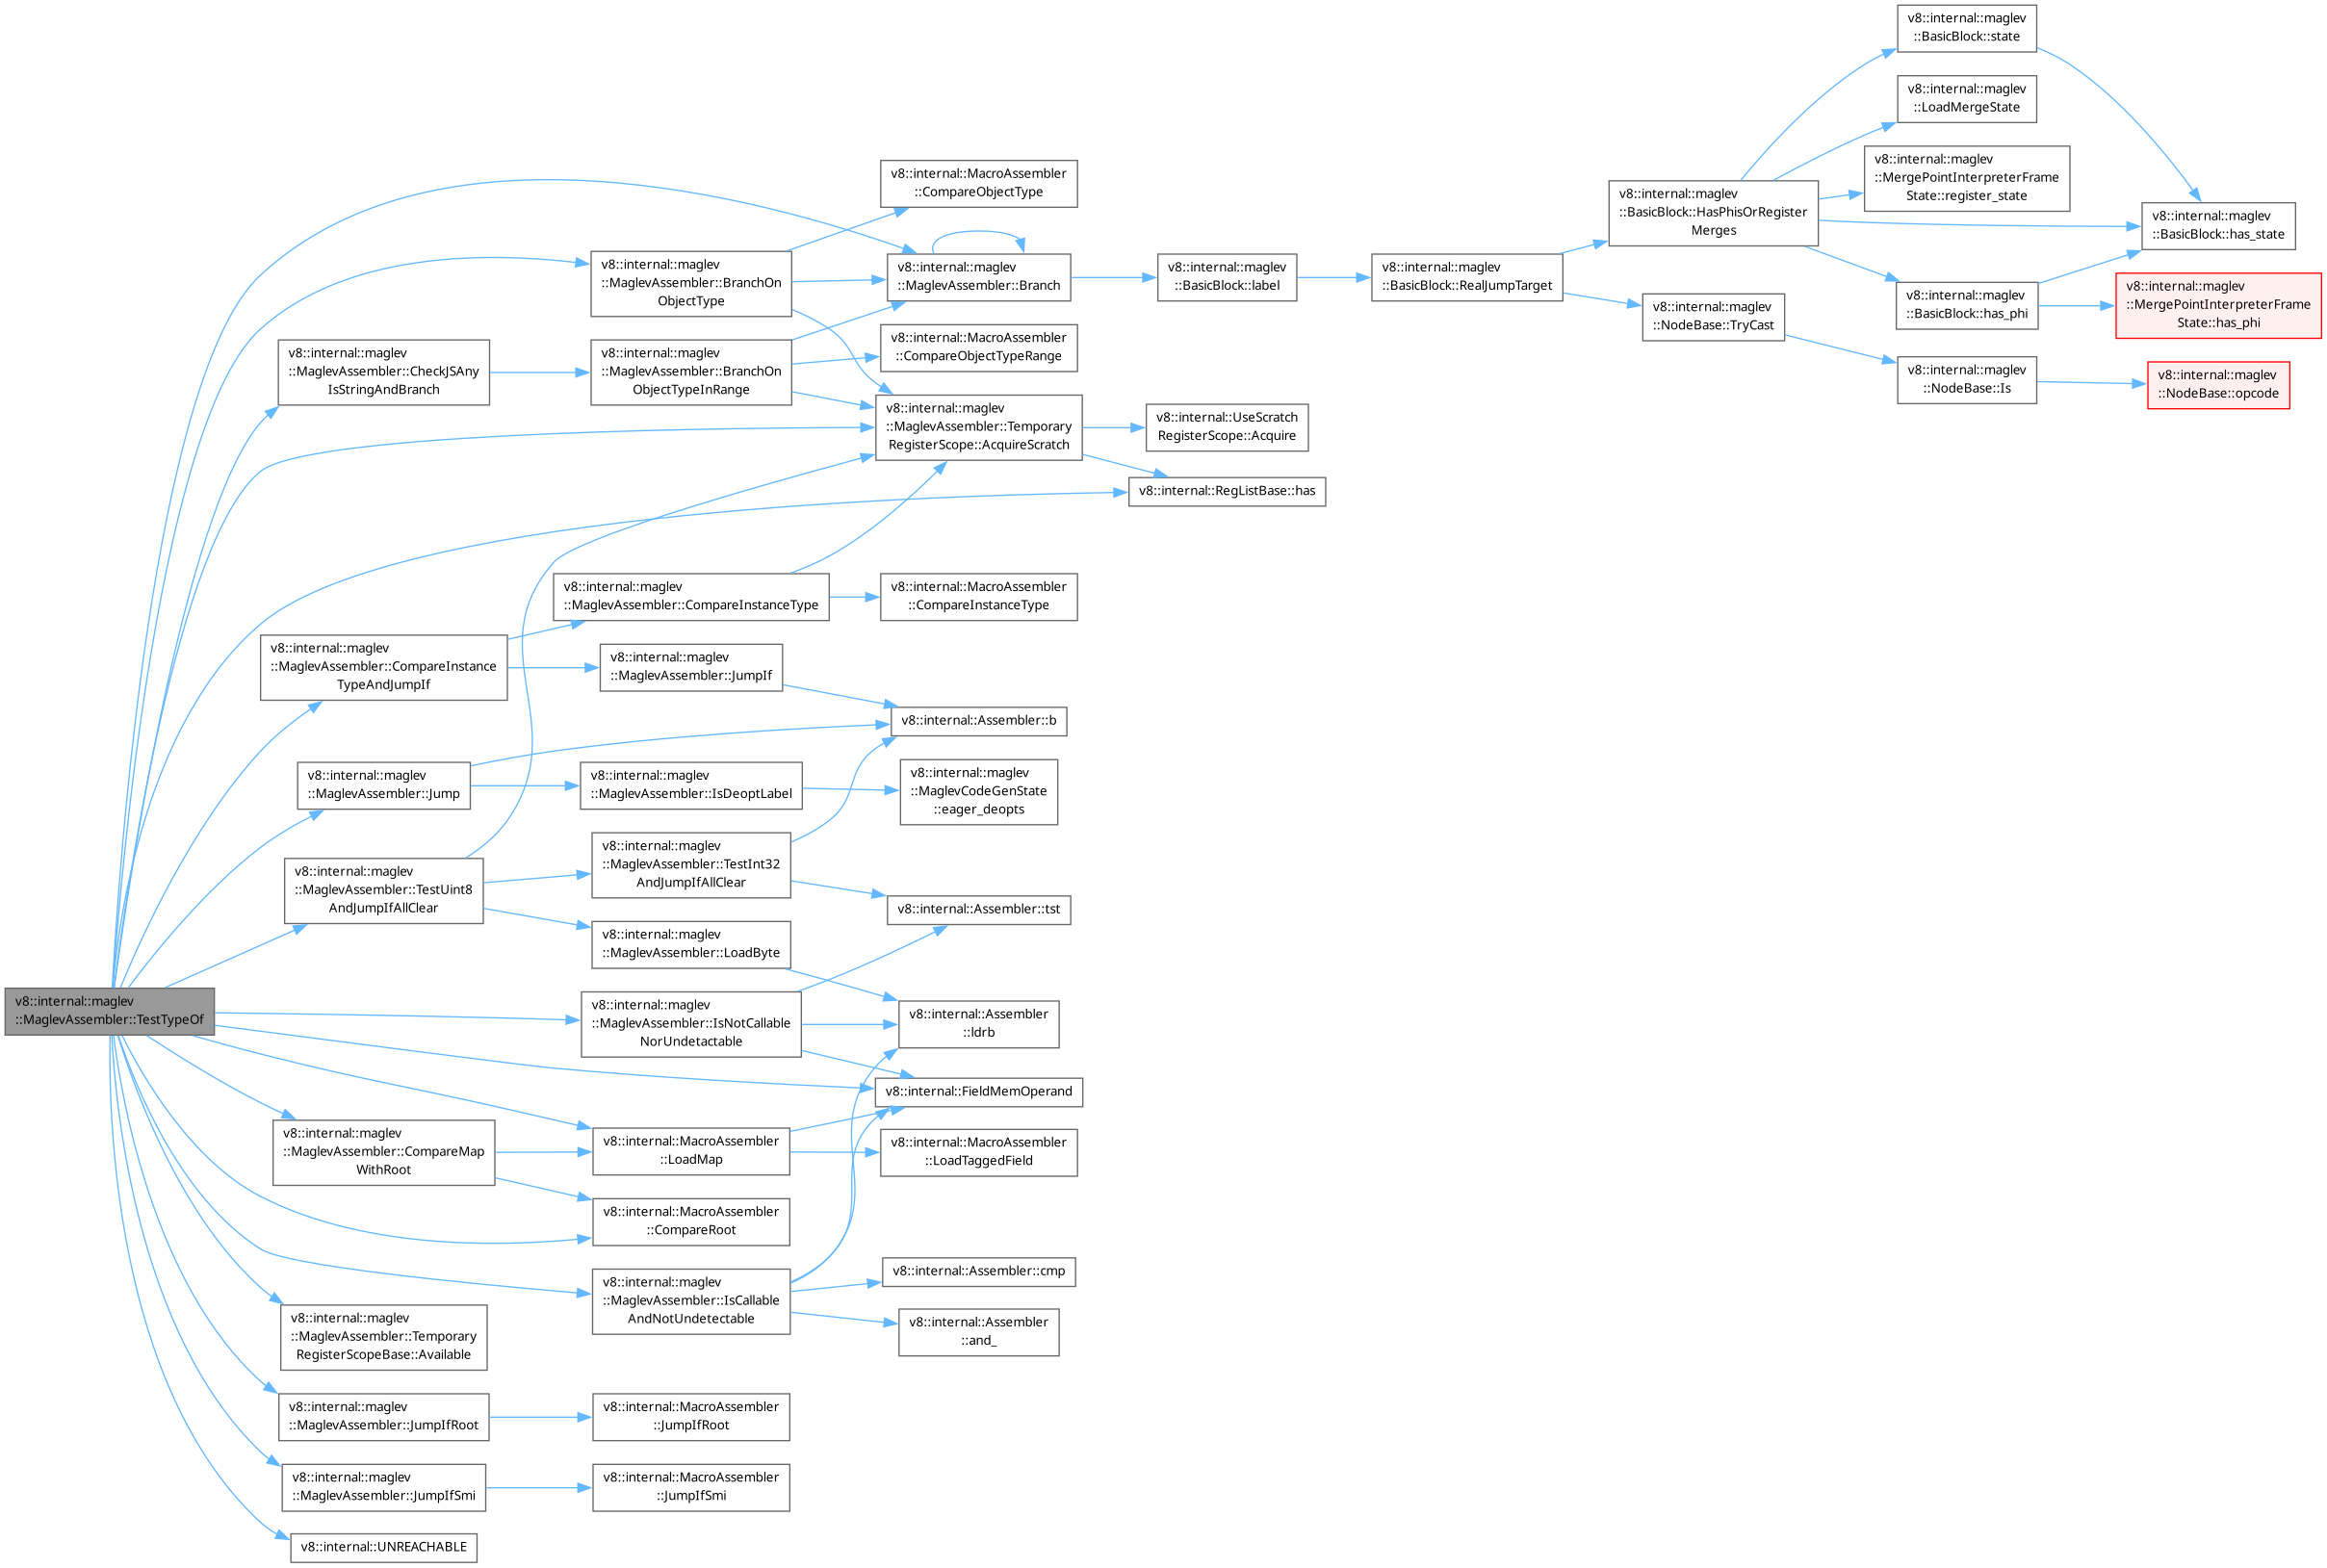 v8::internal::maglev
::MaglevAssembler::TestTypeOf
v8::internal::maglev
::MaglevAssembler::CheckJSAny
IsStringAndBranch
v8::internal::maglev
::MaglevAssembler::CompareInstance
TypeAndJumpIf
v8::internal::maglev
::MaglevAssembler::Jump
v8::internal::maglev
::MaglevAssembler::TestUint8
AndJumpIfAllClear
v8::internal::maglev
::MaglevAssembler::CompareMap
WithRoot
v8::internal::maglev
::MaglevAssembler::Temporary
RegisterScopeBase::Available
v8::internal::maglev
::MaglevAssembler::JumpIfRoot
v8::internal::maglev
::MaglevAssembler::JumpIfSmi
v8::internal::UNREACHABLE
v8::internal::maglev
::MaglevAssembler::BranchOn
ObjectType
v8::internal::maglev
::MaglevAssembler::BranchOn
ObjectTypeInRange
v8::internal::maglev
::MaglevAssembler::CompareInstanceType
v8::internal::maglev
::MaglevAssembler::JumpIf
v8::internal::maglev
::MaglevAssembler::IsDeoptLabel
v8::internal::maglev
::MaglevAssembler::TestInt32
AndJumpIfAllClear
v8::internal::maglev
::MaglevAssembler::LoadByte
v8::internal::maglev
::MaglevAssembler::IsNotCallable
NorUndetactable
v8::internal::MacroAssembler
::LoadMap
v8::internal::MacroAssembler
::CompareRoot
v8::internal::maglev
::MaglevAssembler::IsCallable
AndNotUndetectable
v8::internal::MacroAssembler
::JumpIfRoot
v8::internal::MacroAssembler
::JumpIfSmi
v8::internal::MacroAssembler
::CompareObjectType
v8::internal::maglev
::MaglevAssembler::Branch
v8::internal::MacroAssembler
::CompareObjectTypeRange
v8::internal::maglev
::MaglevAssembler::Temporary
RegisterScope::AcquireScratch
v8::internal::MacroAssembler
::CompareInstanceType
v8::internal::Assembler::b
v8::internal::maglev
::MaglevCodeGenState
::eager_deopts
v8::internal::Assembler::tst
v8::internal::Assembler
::ldrb
v8::internal::FieldMemOperand
v8::internal::MacroAssembler
::LoadTaggedField
v8::internal::Assembler::cmp
v8::internal::Assembler
::and_
v8::internal::maglev
::BasicBlock::label
v8::internal::UseScratch
RegisterScope::Acquire
v8::internal::RegListBase::has
v8::internal::maglev
::BasicBlock::RealJumpTarget
v8::internal::maglev
::BasicBlock::HasPhisOrRegister
Merges
v8::internal::maglev
::NodeBase::TryCast
v8::internal::maglev
::BasicBlock::state
v8::internal::maglev
::LoadMergeState
v8::internal::maglev
::MergePointInterpreterFrame
State::register_state
v8::internal::maglev
::BasicBlock::has_phi
v8::internal::maglev
::NodeBase::Is
v8::internal::maglev
::BasicBlock::has_state
v8::internal::maglev
::MergePointInterpreterFrame
State::has_phi
v8::internal::maglev
::NodeBase::opcode